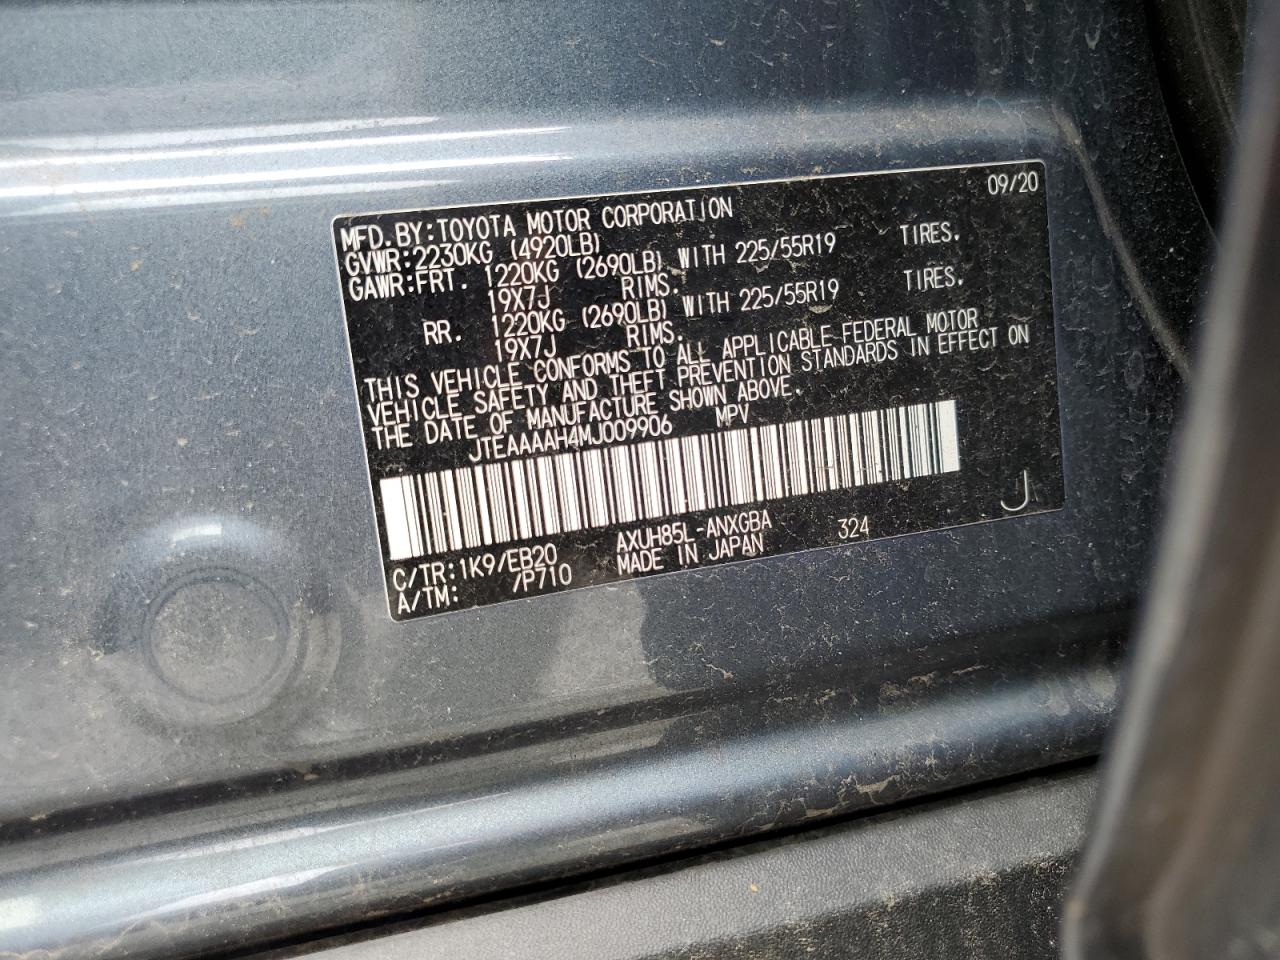 09/20
MFD.BY:TOYOTA MOTOR CORPORATION
GVWR:2230KG (4920LB)
GAWR:FRT. 1220KG (2690LB) WITH 225/55R19 TIRES.
19X7J RIMS.
RR. 1220KG (2690LB) WITH 225/55R19 TIRES.
19X7J RIMS.
THIS VEHICLE CONFORMS TO ALL APPLICABLE FEDERAL MOTOR
VEHICLE SAFETY AND THEFT PREVENTION STANDARDS IN EFFECT ON
THE DATE OF MANUFACTURE SHOWN ABOVE.
JTEAAAAH4MJ009906 MPV
C/TR:1K9/EB20 AXUH85L-ANXGBA 324
A/TM: /P710 MADE IN JAPAN
J